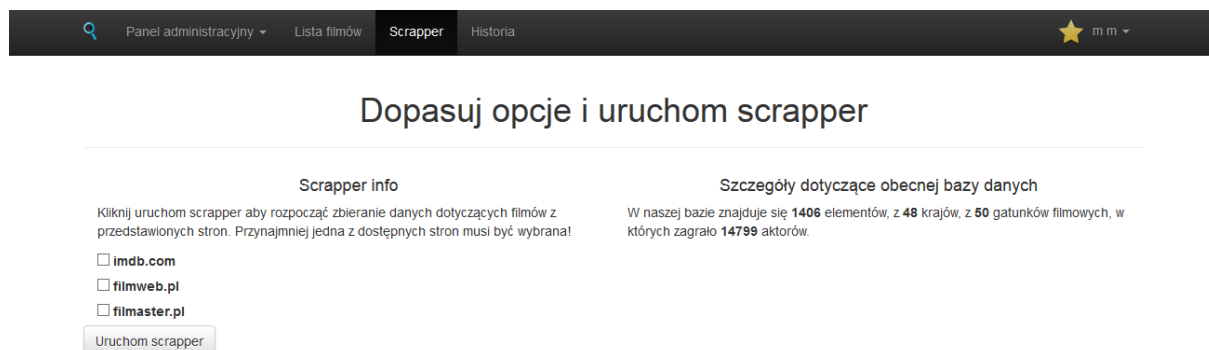 Panel administracyjny Lista filmów Scrapper Historia m m
Dopasuj opcje i uruchom scrapper
Scrapper info
Kliknij uruchom scrapper aby rozpocząć zbieranie danych dotyczących filmów z
przedstawionych stron. Przynajmniej jedna z dostępnych stron musi być wybrana!
imdb.com
filmweb.pl
filmaster.pl
Uruchom scrapper
Szczegóły dotyczące obecnej bazy danych
W naszej bazie znajduje się 1406 elementów, z 48 krajów, z 50 gatunków filmowych, w
których zagrało 14799 aktorów.